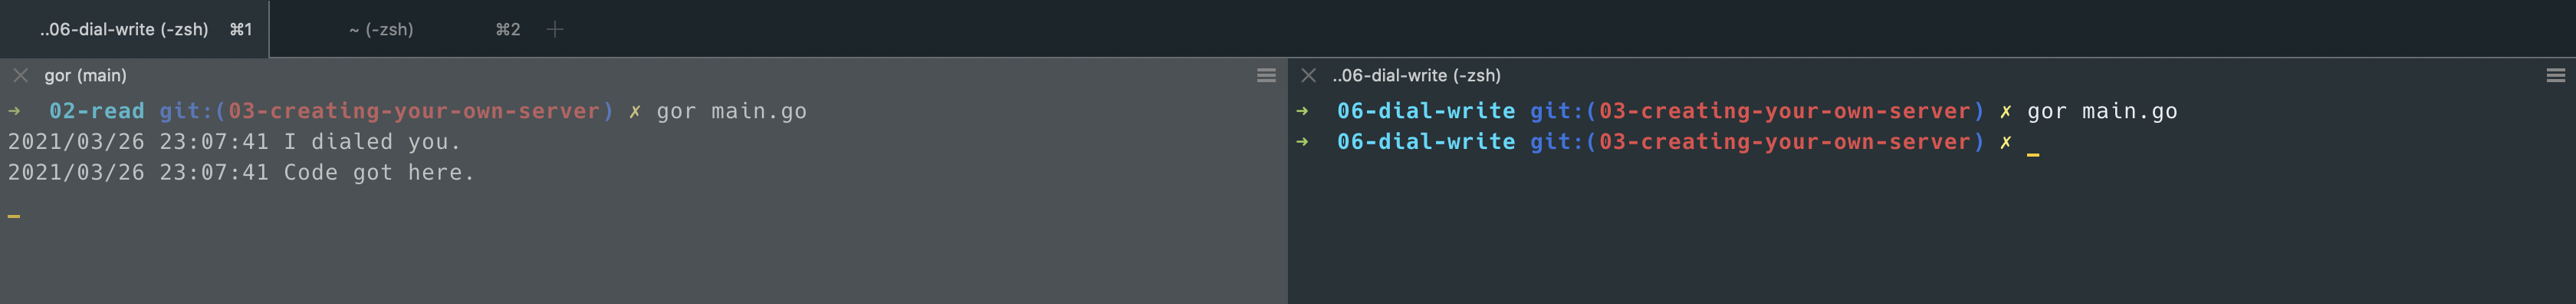 ..06-dial-write (-zsh) ⌘1 ~ (-zsh) ⌘2 +
gor (main)
➜ 02-read git:(03-creating-your-own-server) ✗ gor main.go
2021/03/26 23:07:41 I dialed you.
2021/03/26 23:07:41 Code got here.
..06-dial-write (-zsh)
➜ 06-dial-write git:(03-creating-your-own-server) ✗ gor main.go
➜ 06-dial-write git:(03-creating-your-own-server) ✗ _